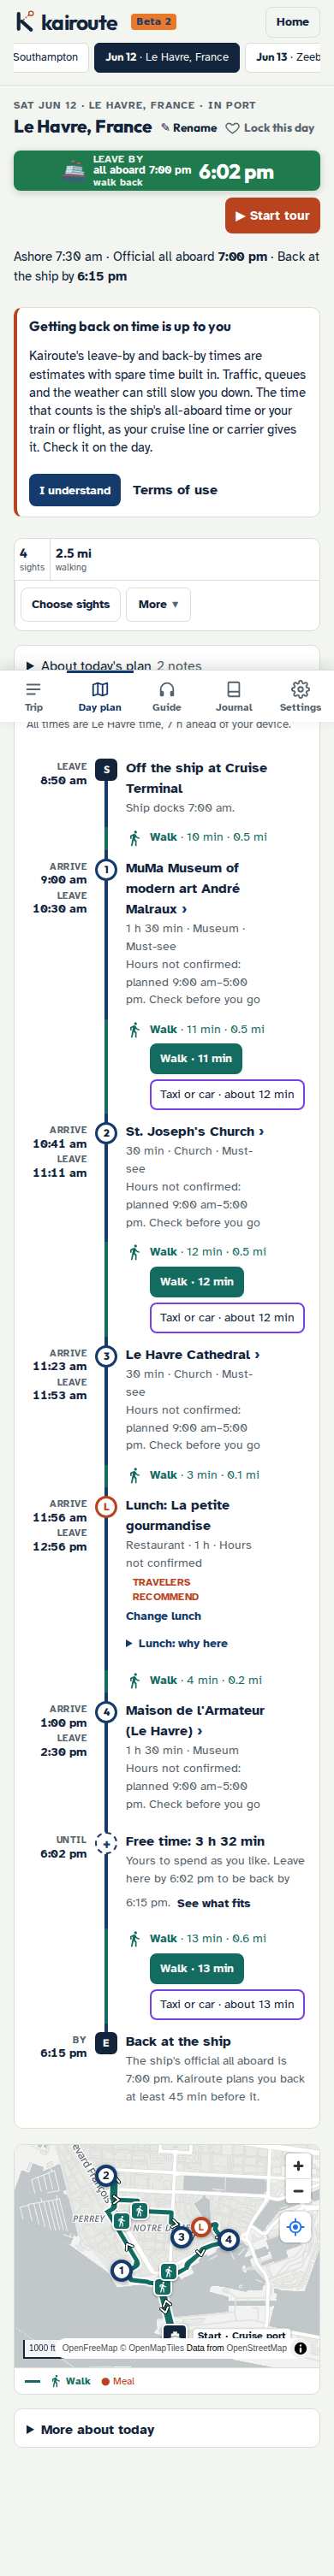 kairoute Beta 2 Home
Southampton Jun 12 · Le Havre, France Jun 13 · Zeeb
SAT JUN 12 · LE HAVRE, FRANCE · IN PORT
Le Havre, France ✎ Rename Lock this day
LEAVE BY
all aboard 7:00 pm 6:02 pm
walk back
▶ Start tour
Ashore 7:30 am · Official all aboard 7:00 pm · Back at
the ship by 6:15 pm
Getting back on time is up to you
Kairoute's leave-by and back-by times are
estimates with spare time built in. Traffic, queues
and the weather can still slow you down. The time
that counts is the ship's all-aboard time or your
train or flight, as your cruise line or carrier gives
it. Check it on the day.
I understand Terms of use
4 2.5 mi
sights walking
Choose sights More ▾
▶ About today's plan 2 notes
Trip Day plan Guide Journal Settings
All times are Le Havre time, 7 h ahead of your device.
LEAVE
8:50 am
S
Off the ship at Cruise
Terminal
Ship docks 7:00 am.
Walk · 10 min · 0.5 mi
ARRIVE
9:00 am
LEAVE
10:30 am
1
MuMa Museum of
modern art André
Malraux ›
1 h 30 min · Museum ·
Must-see
Hours not confirmed:
planned 9:00 am–5:00
pm. Check before you go
Walk · 11 min · 0.5 mi
Walk · 11 min
Taxi or car · about 12 min
ARRIVE
10:41 am
LEAVE
11:11 am
2
St. Joseph's Church ›
30 min · Church · Must-
see
Hours not confirmed:
planned 9:00 am–5:00
pm. Check before you go
Walk · 12 min · 0.5 mi
Walk · 12 min
Taxi or car · about 12 min
ARRIVE
11:23 am
LEAVE
11:53 am
3
Le Havre Cathedral ›
30 min · Church · Must-
see
Hours not confirmed:
planned 9:00 am–5:00
pm. Check before you go
Walk · 3 min · 0.1 mi
ARRIVE
11:56 am
LEAVE
12:56 pm
L
Lunch: La petite
gourmandise
Restaurant · 1 h · Hours
not confirmed
TRAVELERS
RECOMMEND
Change lunch
▶ Lunch: why here
Walk · 4 min · 0.2 mi
ARRIVE
1:00 pm
LEAVE
2:30 pm
4
Maison de l'Armateur
(Le Havre) ›
1 h 30 min · Museum
Hours not confirmed:
planned 9:00 am–5:00
pm. Check before you go
UNTIL
6:02 pm
+
Free time: 3 h 32 min
Yours to spend as you like. Leave
here by 6:02 pm to be back by
6:15 pm. See what fits
Walk · 13 min · 0.6 mi
Walk · 13 min
Taxi or car · about 13 min
BY
6:15 pm
E
Back at the ship
The ship's official all aboard is
7:00 pm. Kairoute plans you back
at least 45 min before it.
+
−
2
PERREY
NOTRE
3
L
4
1
Start · Cruise port
1000 ft OpenFreeMap © OpenMapTiles Data from OpenStreetMap
Walk Meal
▶ More about today